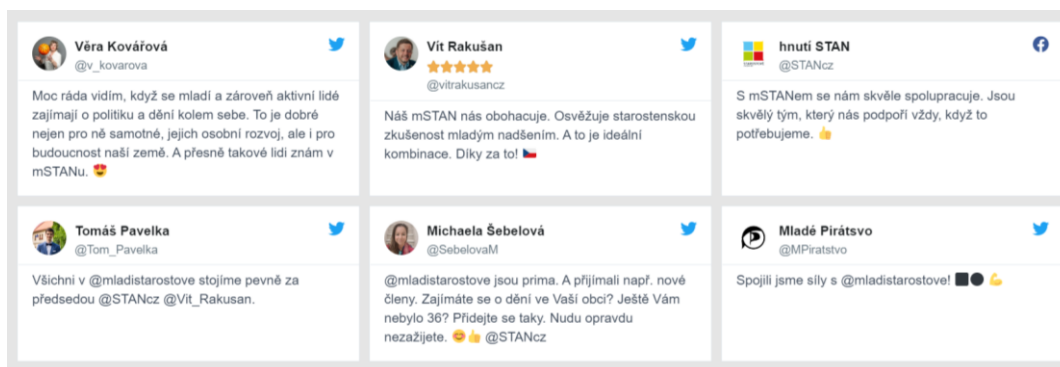 Věra Kovářová
@v_kovarova
Moc ráda vidím, když se mladí a zároveň aktivní lidé
zajímají o politiku a dění kolem sebe. To je dobré
nejen pro ně samotné, jejich osobní rozvoj, ale i pro
budoucnost naší země. A přesně takové lidi znám v
mSTANu. 😍
Vít Rakušan
⭐⭐⭐⭐⭐
@vitrakusancz
Náš mSTAN nás obohacuje. Osvěžuje starostenskou
zkušenost mladým nadšením. A to je ideální
kombinace. Díky za to! 🇨🇿
hnutí STAN
@STANcz
S mSTANem se nám skvěle spolupracuje. Jsou
skvělý tým, který nás podpoří vždy, když to
potřebujeme. 👍
Tomáš Pavelka
@Tom_Pavelka
Všichni v @mladistarostove stojíme pevně za
předsedou @STANcz @Vit_Rakusan.
Michaela Šebelová
@SebelovaM
@mladistarostove jsou prima. A přijímali např. nové
členy. Zajímáte se o dění ve Vaší obci? Ještě Vám
nebylo 36? Přidejte se taky. Nudu opravdu
nezažijete. 😊👍 @STANcz
Mladé Pirátsvo
@MPiratstvo
Spojili jsme síly s @mladistarostove! ⬛⚫ 💪